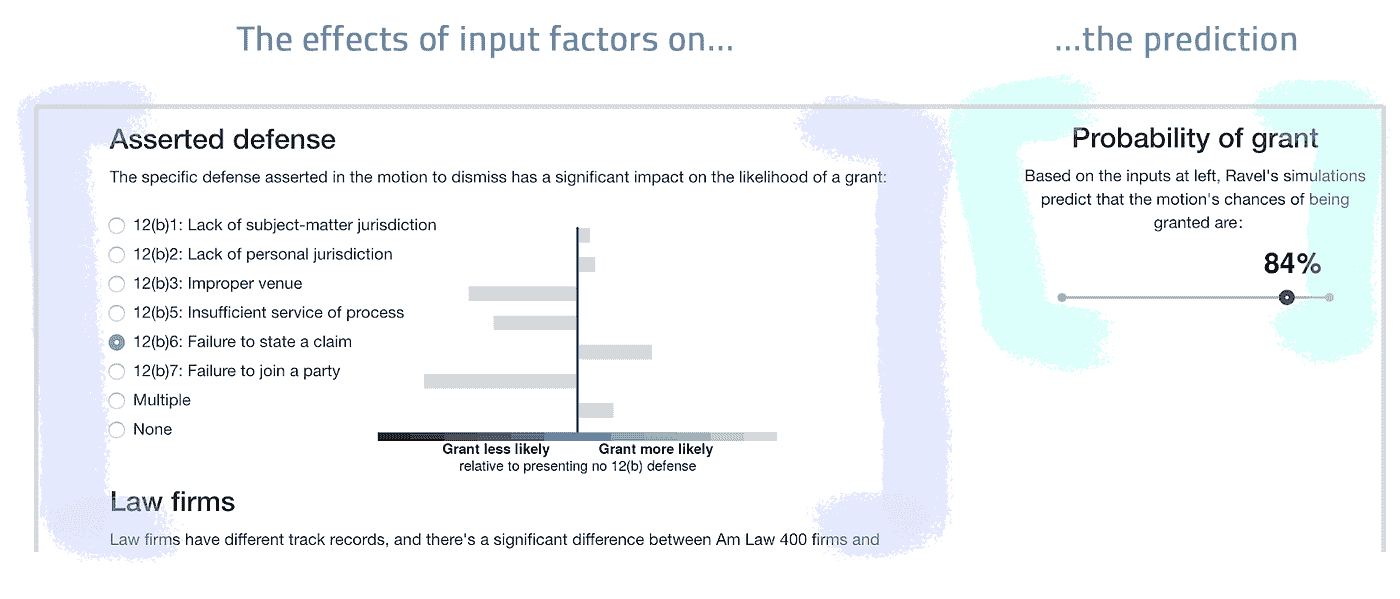 The effects of input factors on...
...the prediction
Asserted defense
The specific defense asserted in the motion to dismiss has a significant impact on the likelihood of a grant:
12(b)1: Lack of subject-matter jurisdiction
12(b)2: Lack of personal jurisdiction
12(b)3: Improper venue
12(b)5: Insufficient service of process
12(b)6: Failure to state a claim
12(b)7: Failure to join a party
Multiple
None
Grant less likely
Grant more likely
relative to presenting no 12(b) defense
Law firms
Law firms have different track records, and there's a significant difference between Am Law 400 firms and
Probability of grant
Based on the inputs at left, Ravel's simulations
predict that the motion's chances of being
granted are:
84%